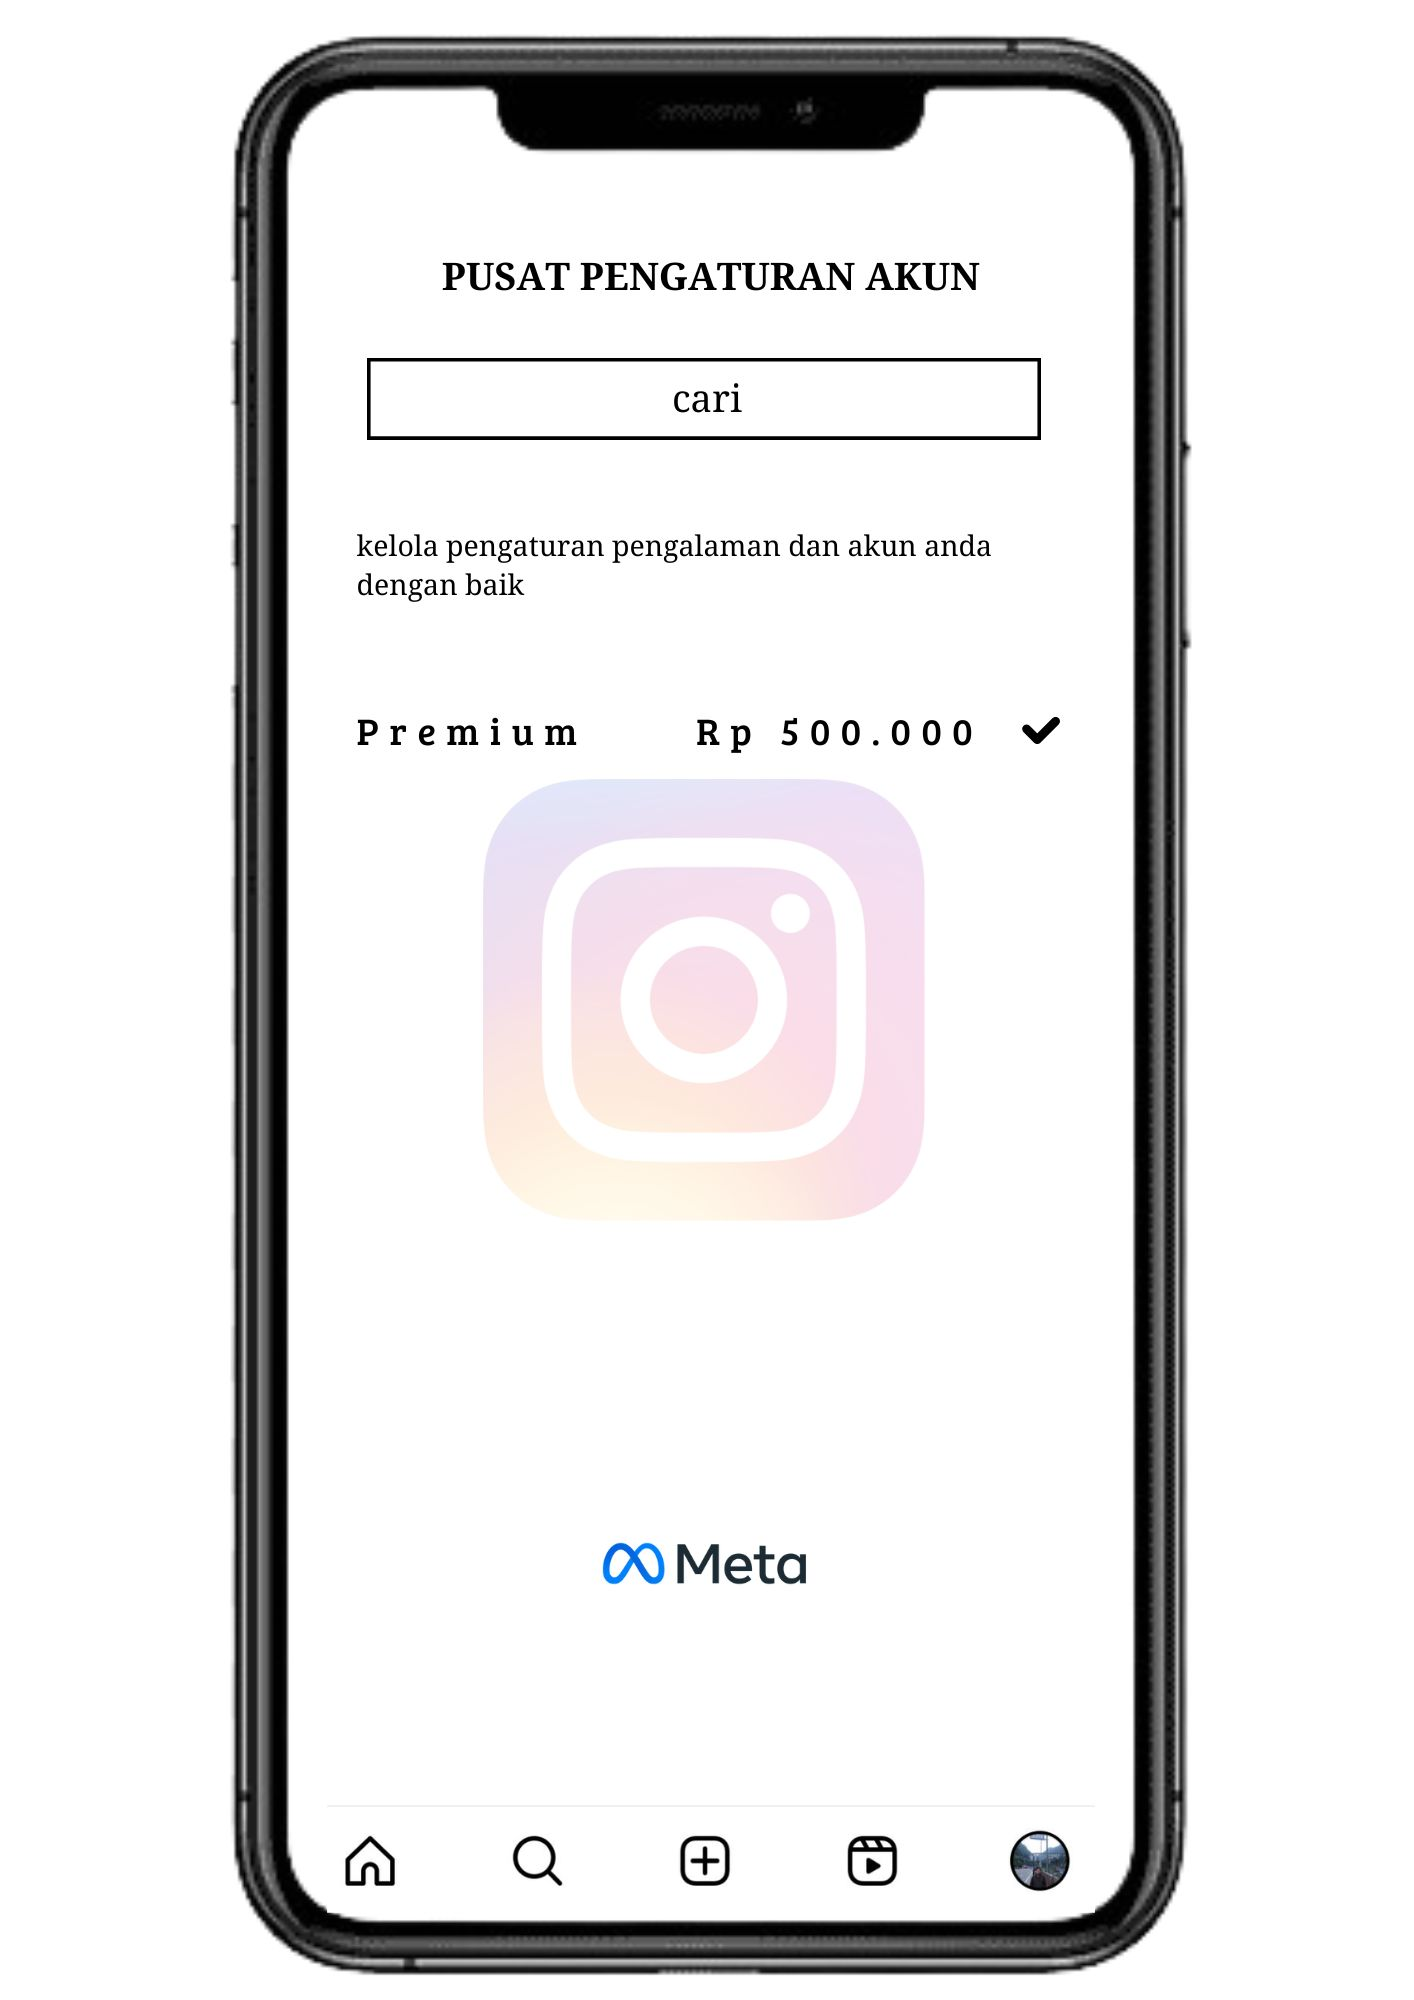 PUSAT PENGATURAN AKUN
cari
kelola pengaturan pengalaman dan akun anda
dengan baik
Premium Rp 500.000
Meta